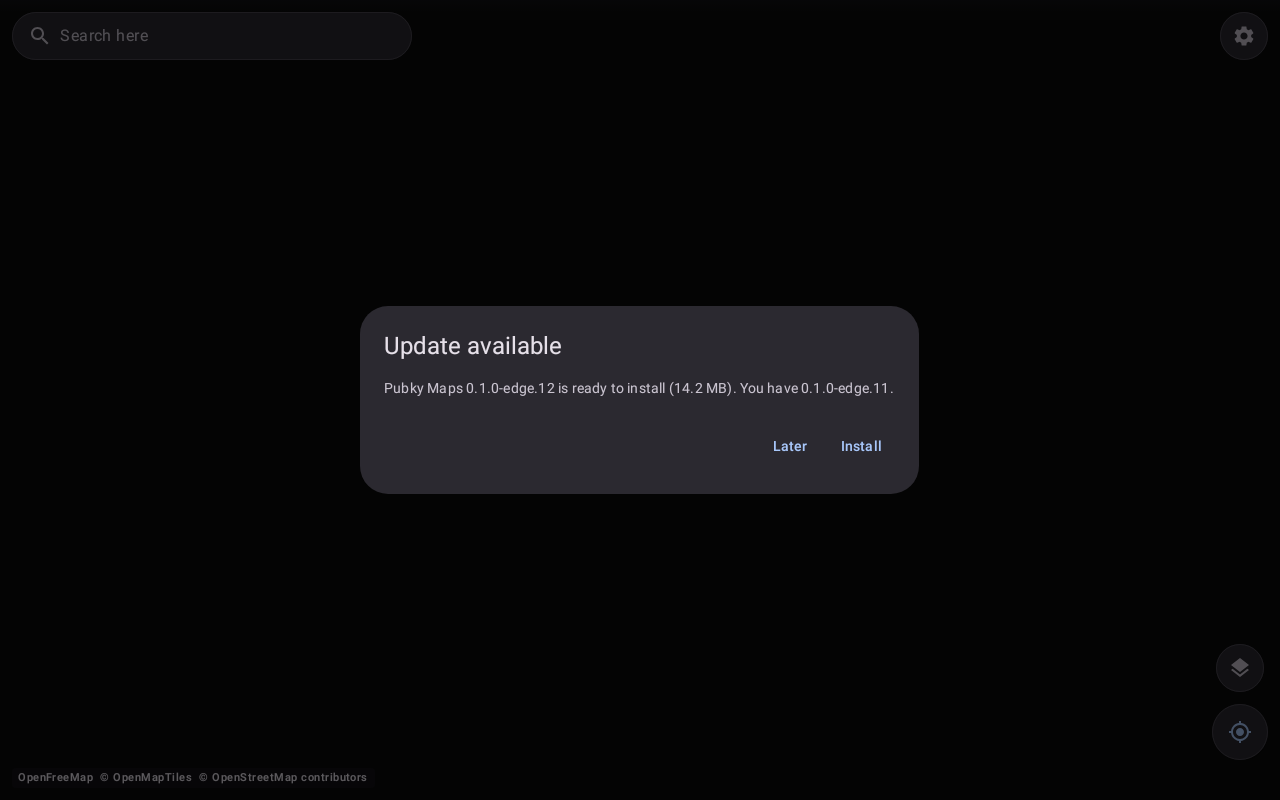 Search here
Update available
Pubky Maps 0.1.0-edge.12 is ready to install (14.2 MB). You have 0.1.0-edge.11.
Later
Install
OpenFreeMap © OpenMapTiles © OpenStreetMap contributors